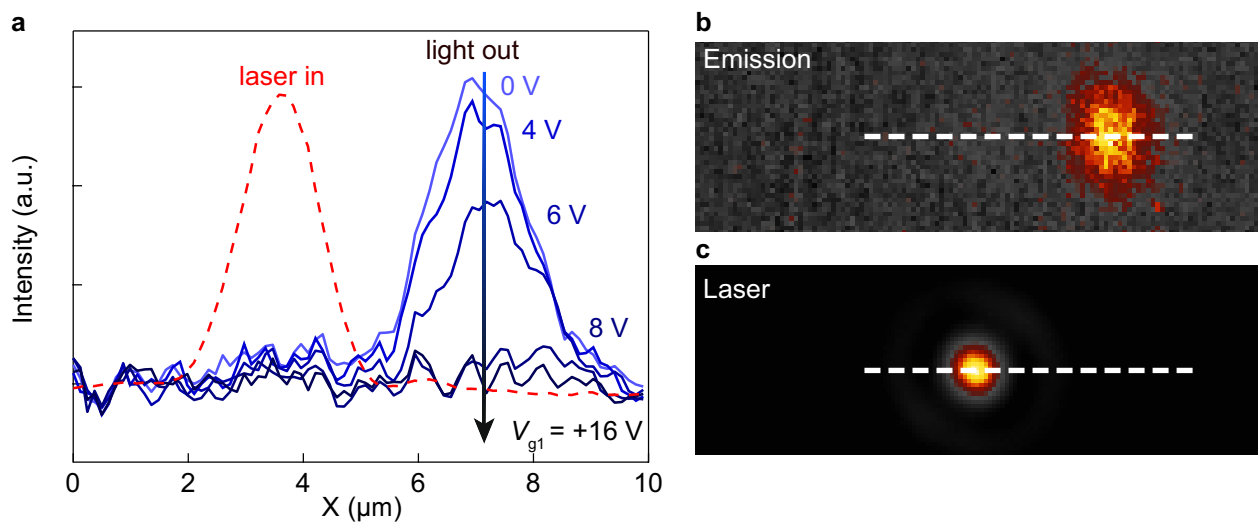 a
laser in
light out
0 V
4 V
6 V
8 V
Vg1 = +16 V
Intensity (a.u.)
0 2 4 6 8 10
X (µm)
b
Emission
c
Laser